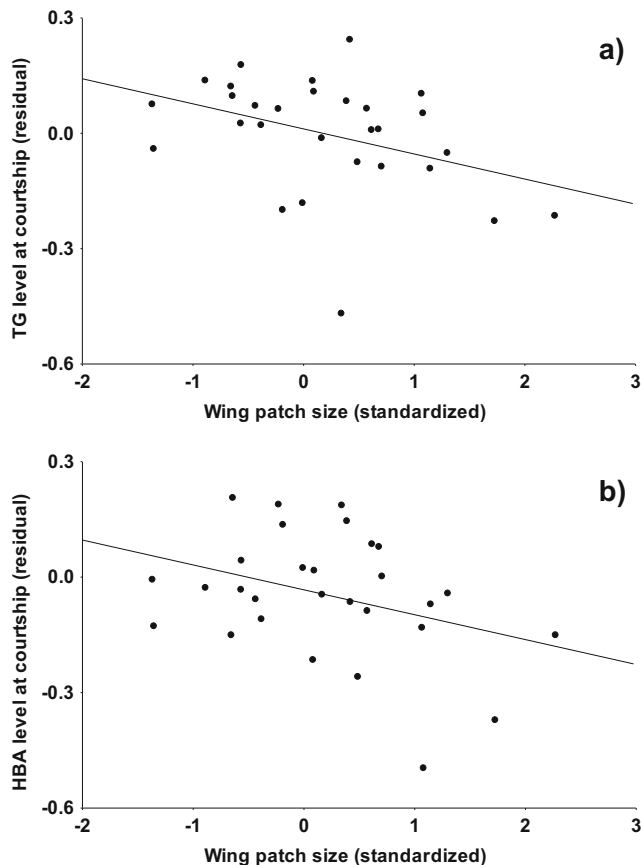 0.3
a)
0.0
-0.3
-0.6
-2 -1 0 1 2 3
TG level at courtship (residual)
Wing patch size (standardized)
0.3
b)
0.0
-0.3
-0.6
-2 -1 0 1 2 3
HBA level at courtship (residual)
Wing patch size (standardized)